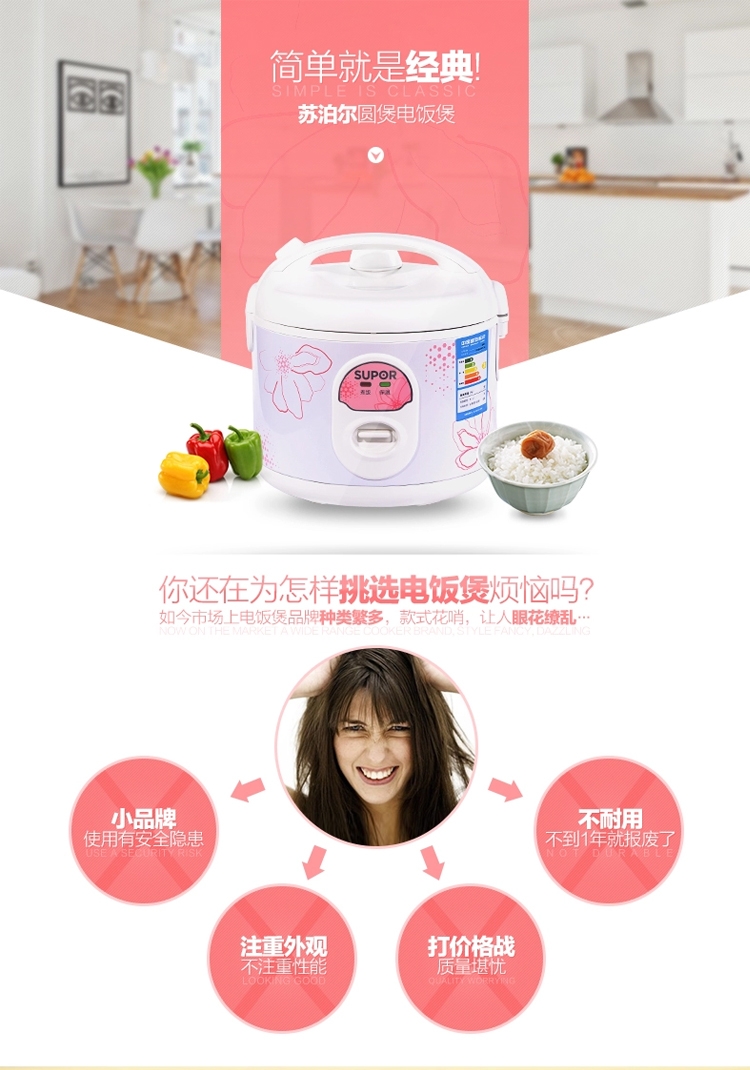 简单就是经典!
SIMPLE IS CLASSIC
苏泊尔圆煲电饭煲
SUPOR
煮饭 保温
你还在为怎样挑选电饭煲烦恼吗?
如今市场上电饭煲品牌种类繁多，款式花哨，让人眼花缭乱…
NOW ON THE MARKET A WIDE RANGE COOKER BRAND, STYLE FANCY, DAZZLING
小品牌
使用有安全隐患
USE A SECURITY RISK
不耐用
不到1年就报废了
NOT DURABLE
注重外观
不注重性能
LOOKING GOOD
打价格战
质量堪忧
QUALITY WORRYING